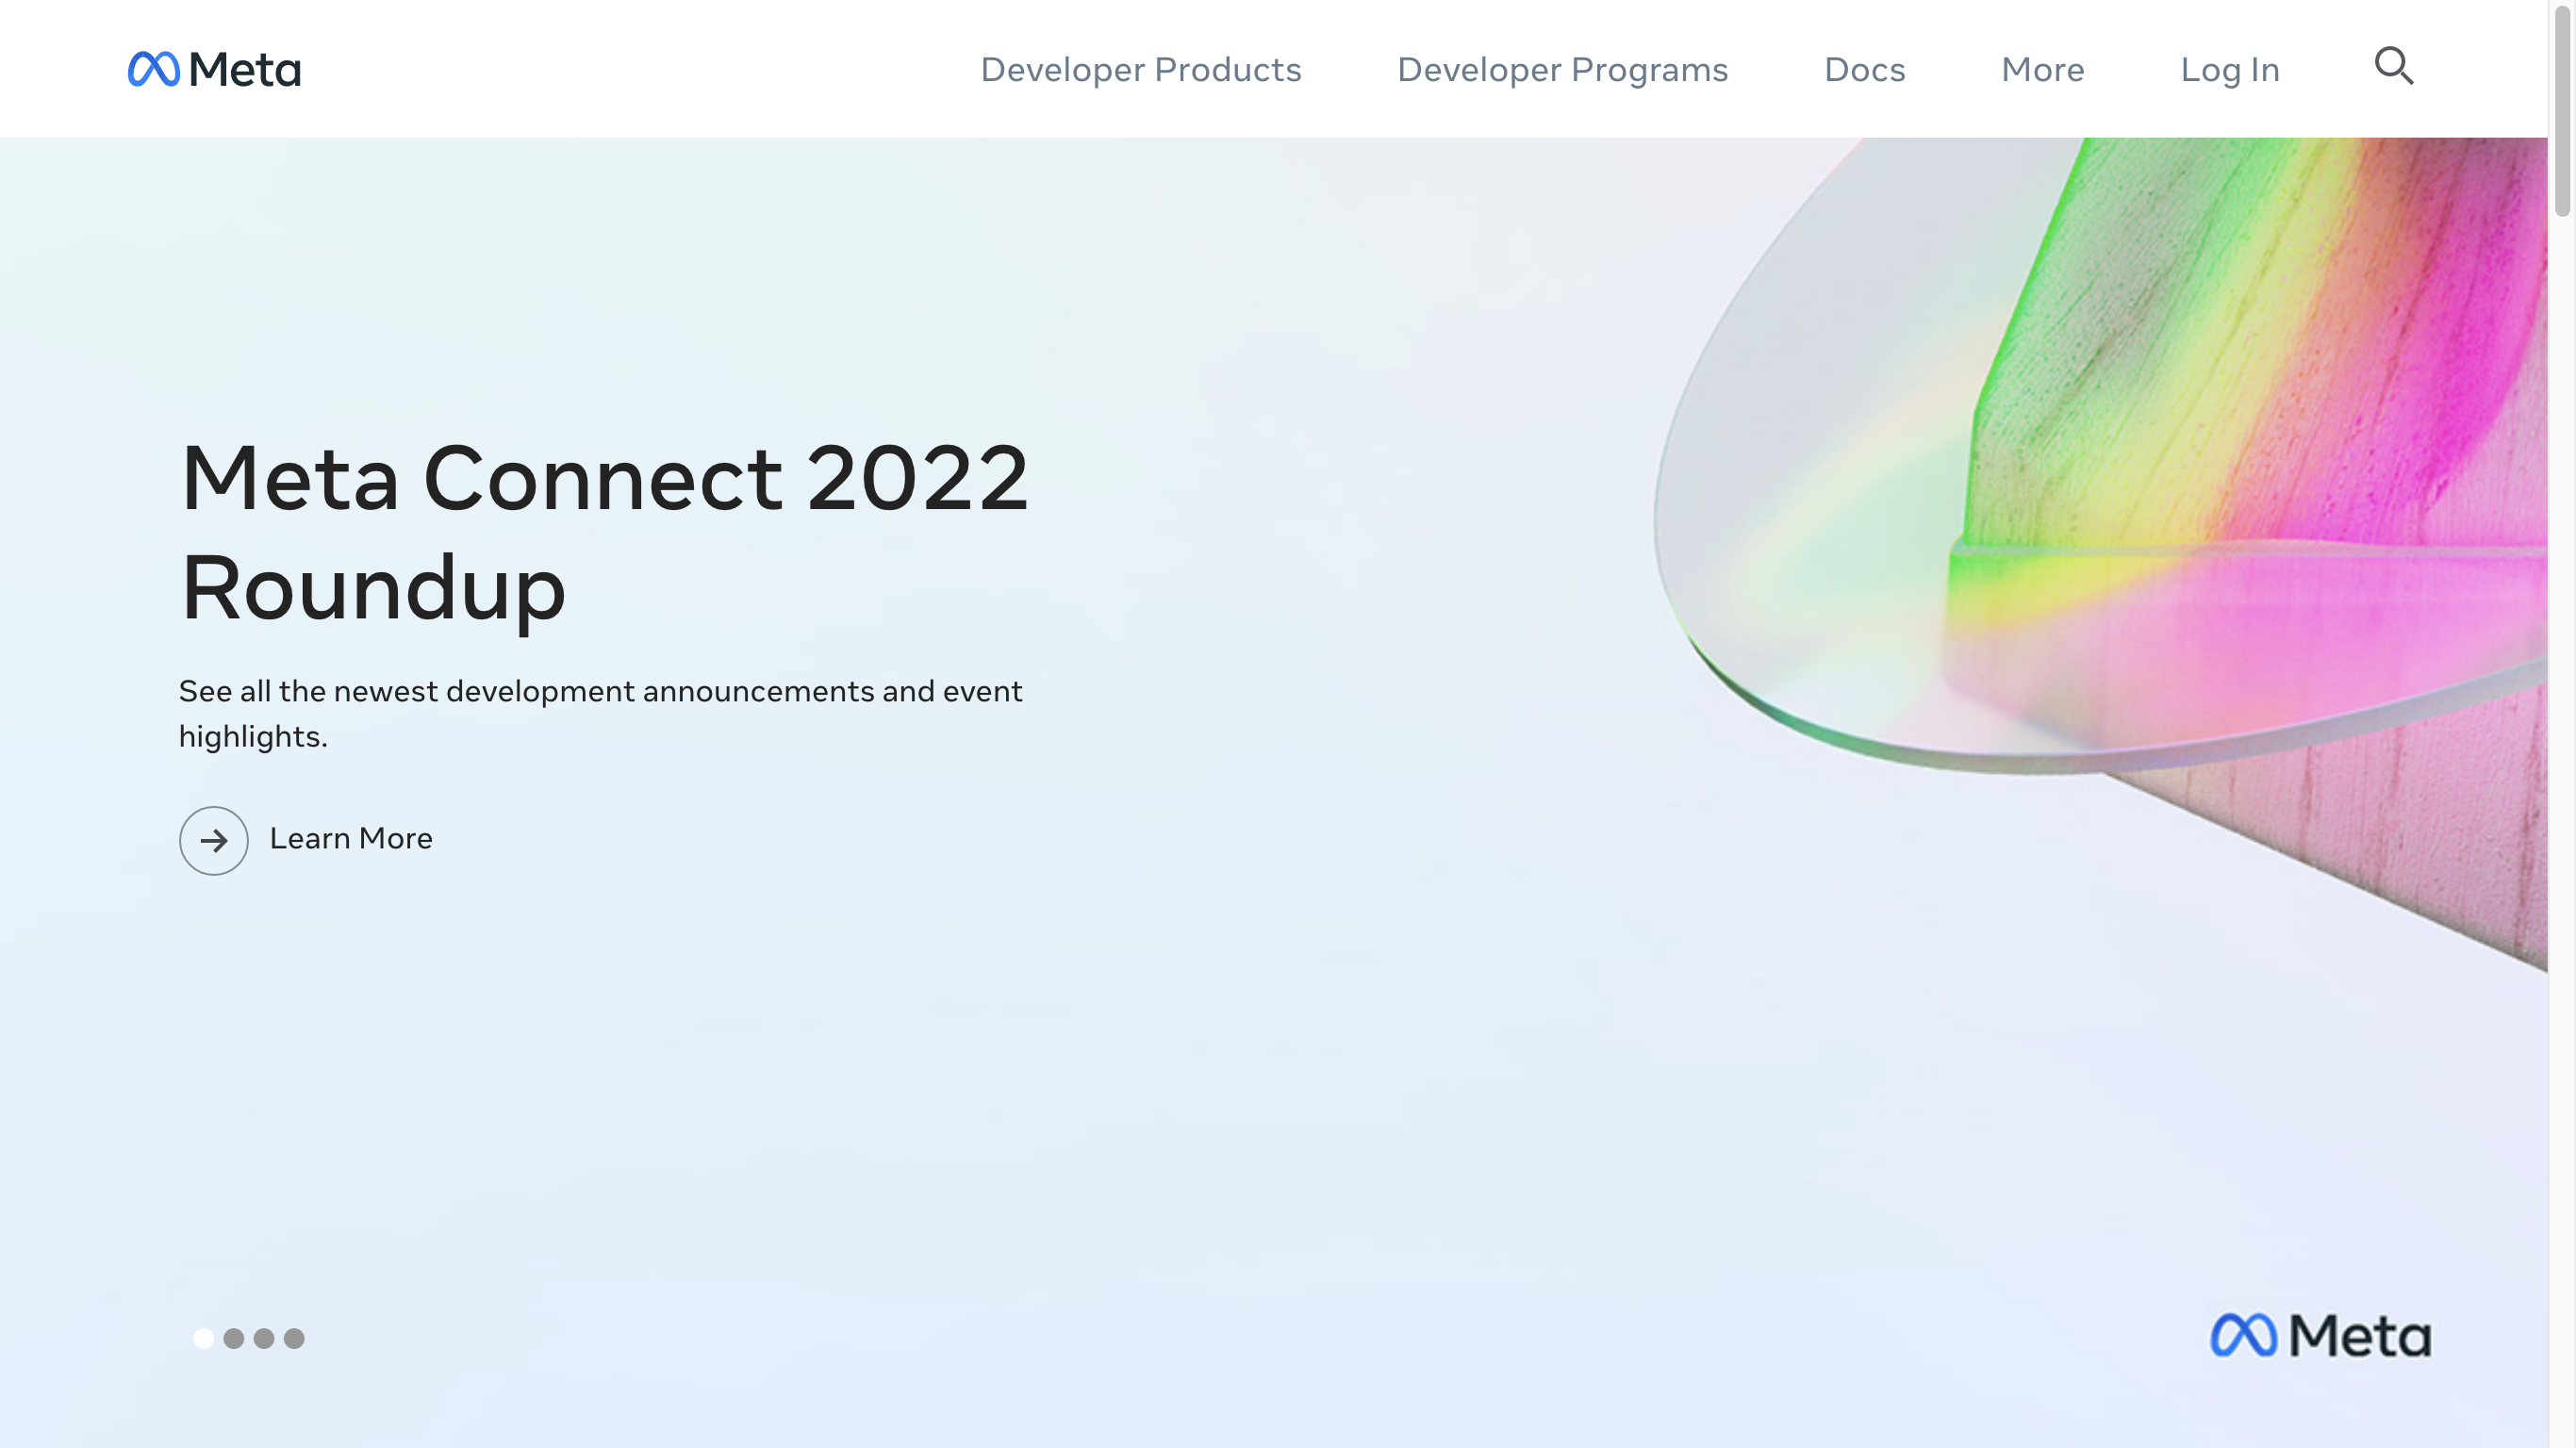 Meta
Developer Products
Developer Programs
Docs
More
Log In
Meta Connect 2022
Roundup
See all the newest development announcements and event
highlights.
Learn More
Meta